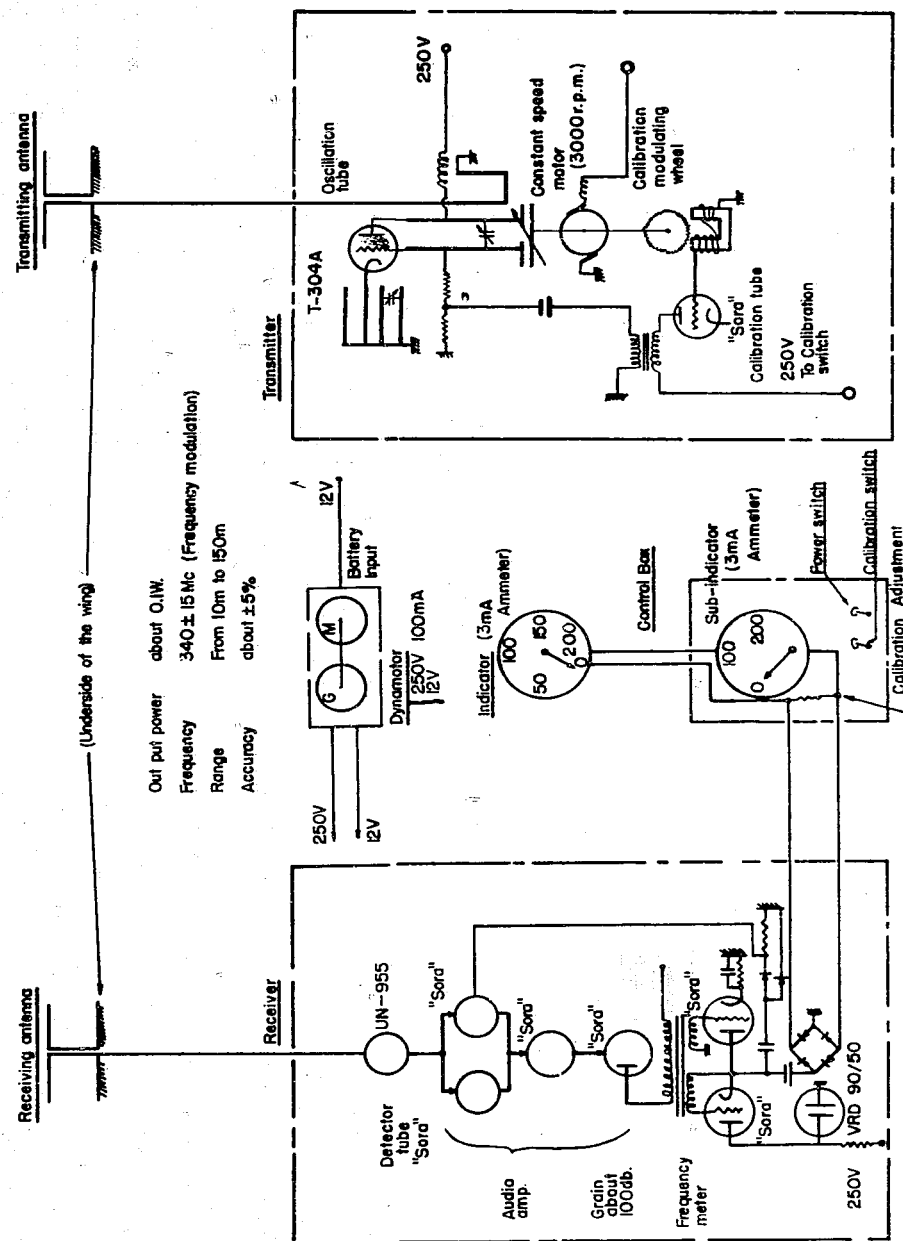 Receiving antenna
(Underside of the wing)
Transmitting antenna
Out put power about 0.1W.
Frequency 340 ± 15 Mc (Frequency modulation)
Range From 10m to 150m
Accuracy about ±5%
Receiver
UN-955
Detector
tube
"Sora"
"Sora"
"Sora"
"Sora"
Audio
amp.
Grain
about
100db.
Frequency
meter
"Sora"
"Sora"
VRD 90/50
250V
250V
12V
G
M
12V
Battery
Input
Dynamotor
250V 100mA
12V
Indicator (3mA
Ammeter)
50
100
150
200
0
Control Box
Sub-indicator
(3mA
Ammeter)
0
100
200
Power switch
Calibration switch
Calibration Adjustment
Transmitter
T-304A
Oscillation
tube
250V
3
Constant speed
motor
(3000 r.p.m.)
Calibration
modulating
wheel
"Sora"
Calibration tube
250V
To Calibration
switch